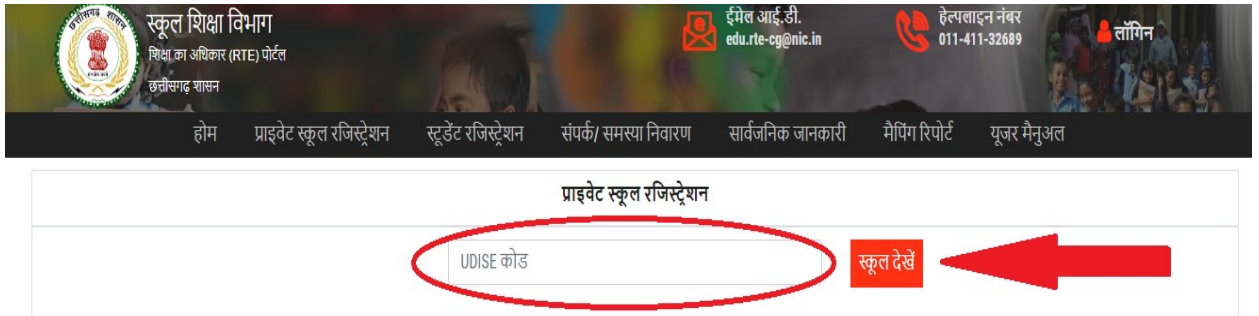 स्कूल शिक्षा विभाग
शिक्षा का अधिकार (RTE) पोर्टल
छत्तीसगढ़ शासन
ईमेल आई.डी.
edu.rte-cg@nic.in
हेल्पलाइन नंबर
011-411-32689
लॉगिन
होम प्राइवेट स्कूल रजिस्ट्रेशन स्टूडेंट रजिस्ट्रेशन संपर्क/ समस्या निवारण सार्वजनिक जानकारी मैपिंग रिपोर्ट यूजर मैनुअल
प्राइवेट स्कूल रजिस्ट्रेशन
UDISE कोड
स्कूल देखें